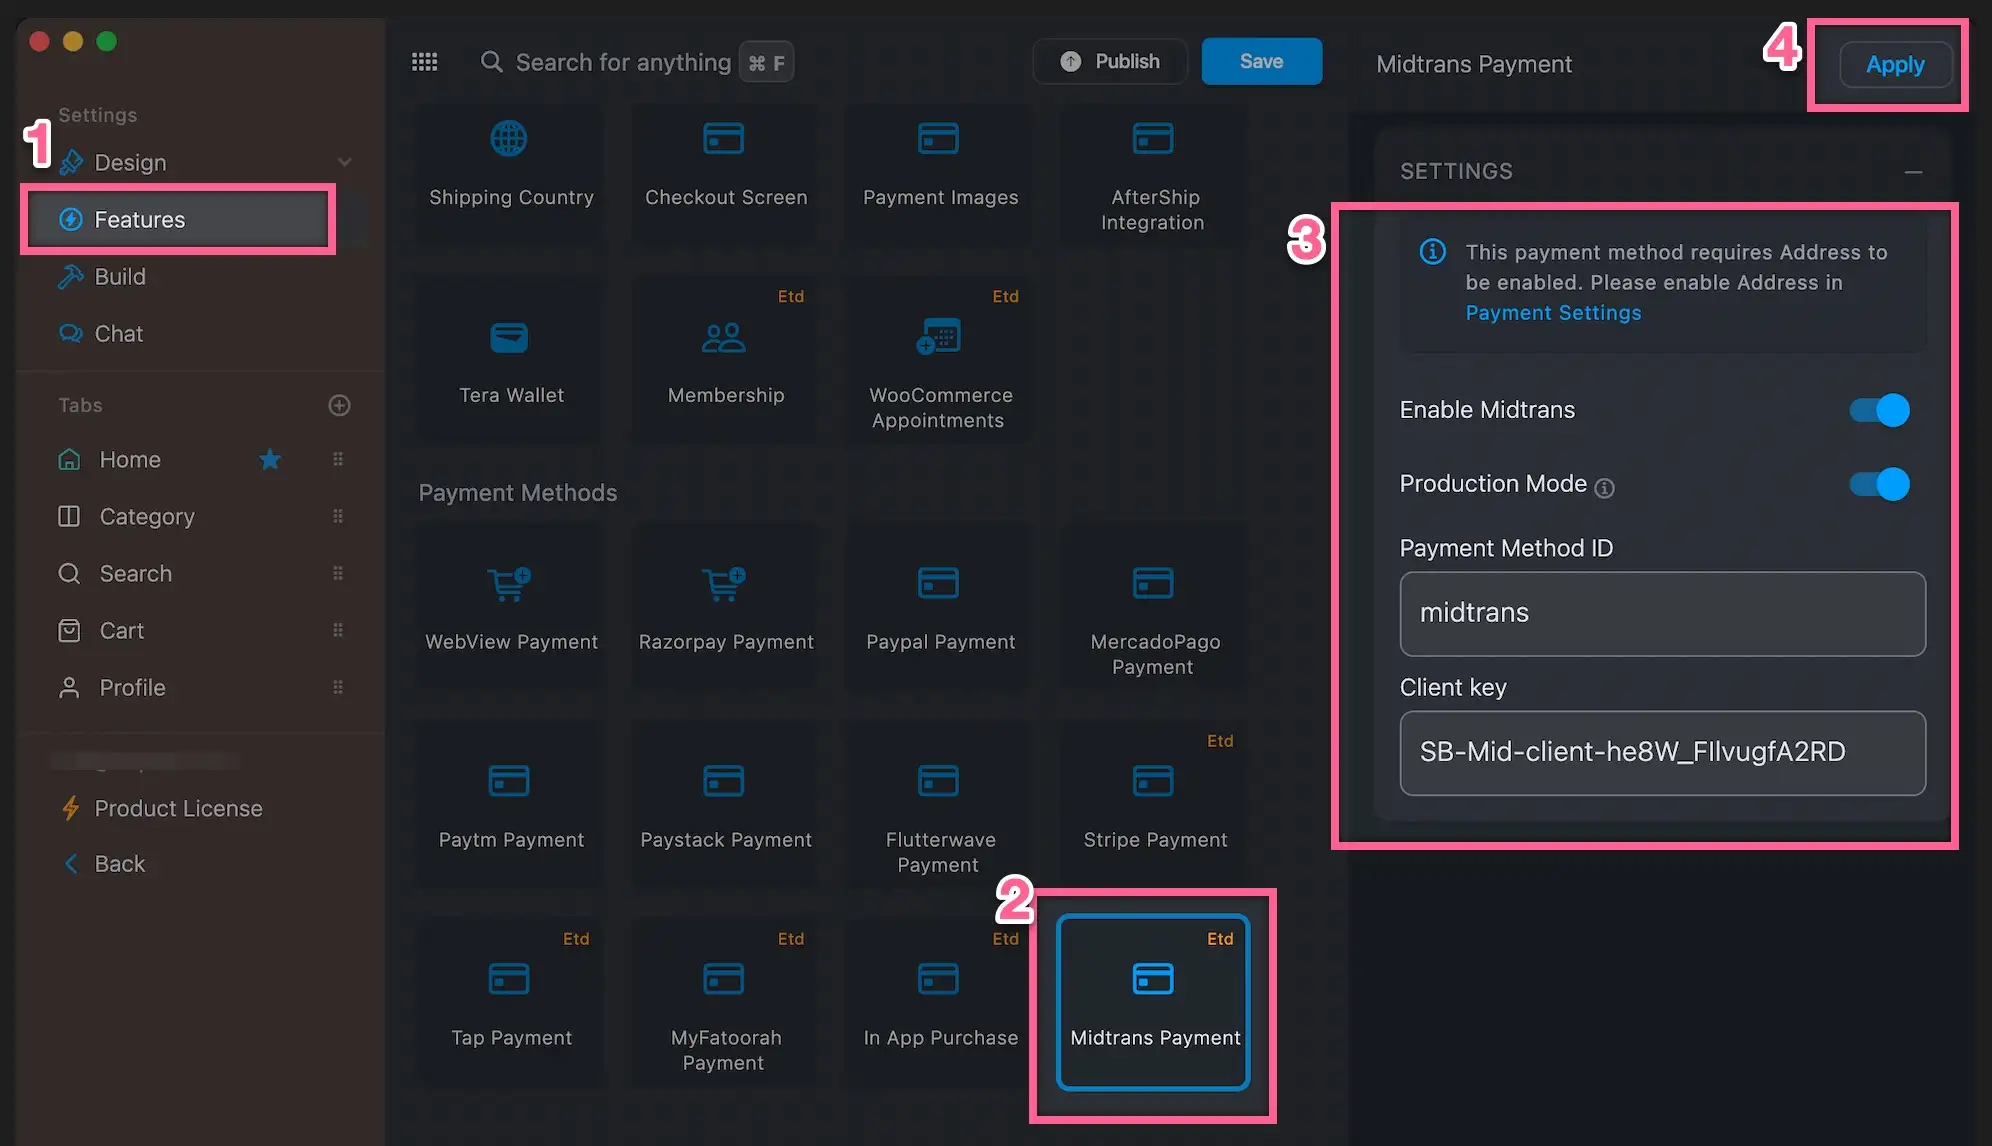 Search for anything
⌘ F
Publish
Save
Midtrans Payment
4
Apply
Settings
1
Design
Features
Build
Chat
Tabs
Home
Category
Search
Cart
Profile
Product License
Back
Shipping Country
Checkout Screen
Payment Images
AfterShip
Integration
Tera Wallet
Etd
Membership
Etd
WooCommerce
Appointments
Payment Methods
WebView Payment
Razorpay Payment
Paypal Payment
MercadoPago
Payment
Paytm Payment
Paystack Payment
Flutterwave
Payment
Etd
Stripe Payment
Etd
Tap Payment
Etd
MyFatoorah
Payment
Etd
In App Purchase
2
Etd
Midtrans Payment
SETTINGS
3
This payment method requires Address to
be enabled. Please enable Address in
Payment Settings
Enable Midtrans
Production Mode
Payment Method ID
midtrans
Client key
SB-Mid-client-he8W_FIlvugfA2RD